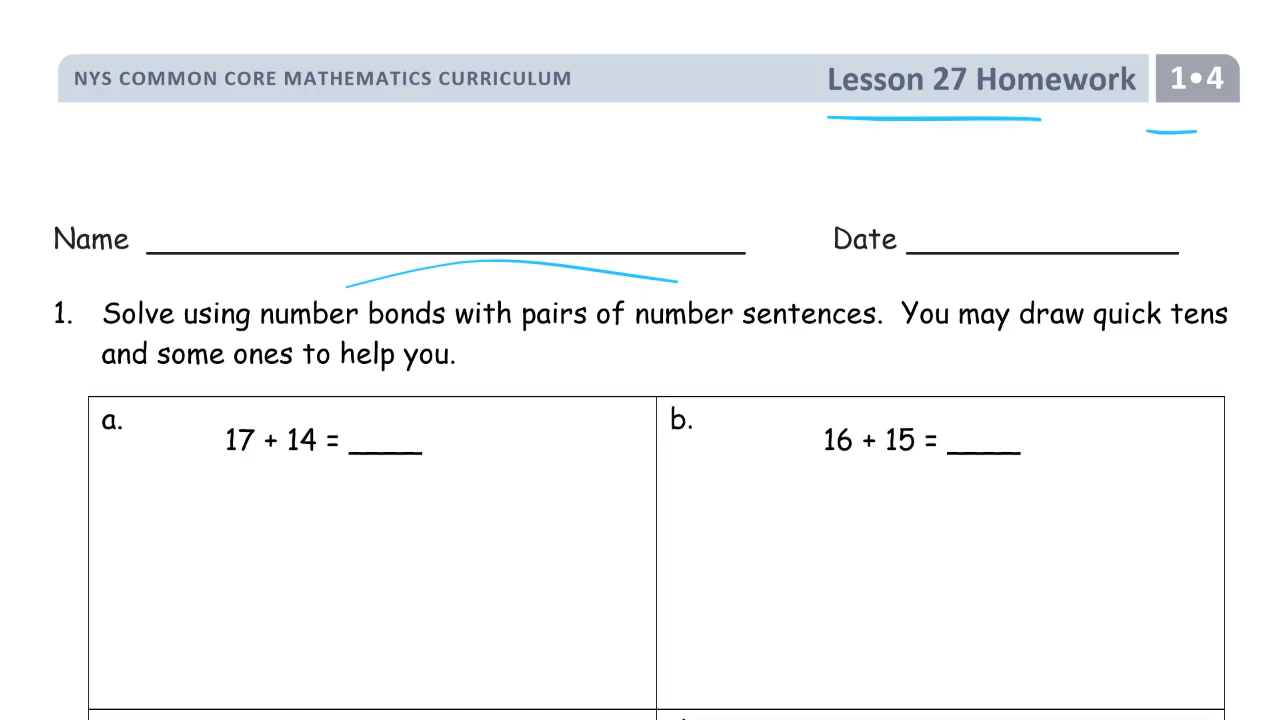 NYS COMMON CORE MATHEMATICS CURRICULUM Lesson 27 Homework 1•4
Name ______________________ Date __________
1. Solve using number bonds with pairs of number sentences. You may draw quick tens
and some ones to help you.
a. b.
17 + 14 = ____ 16 + 15 = ____